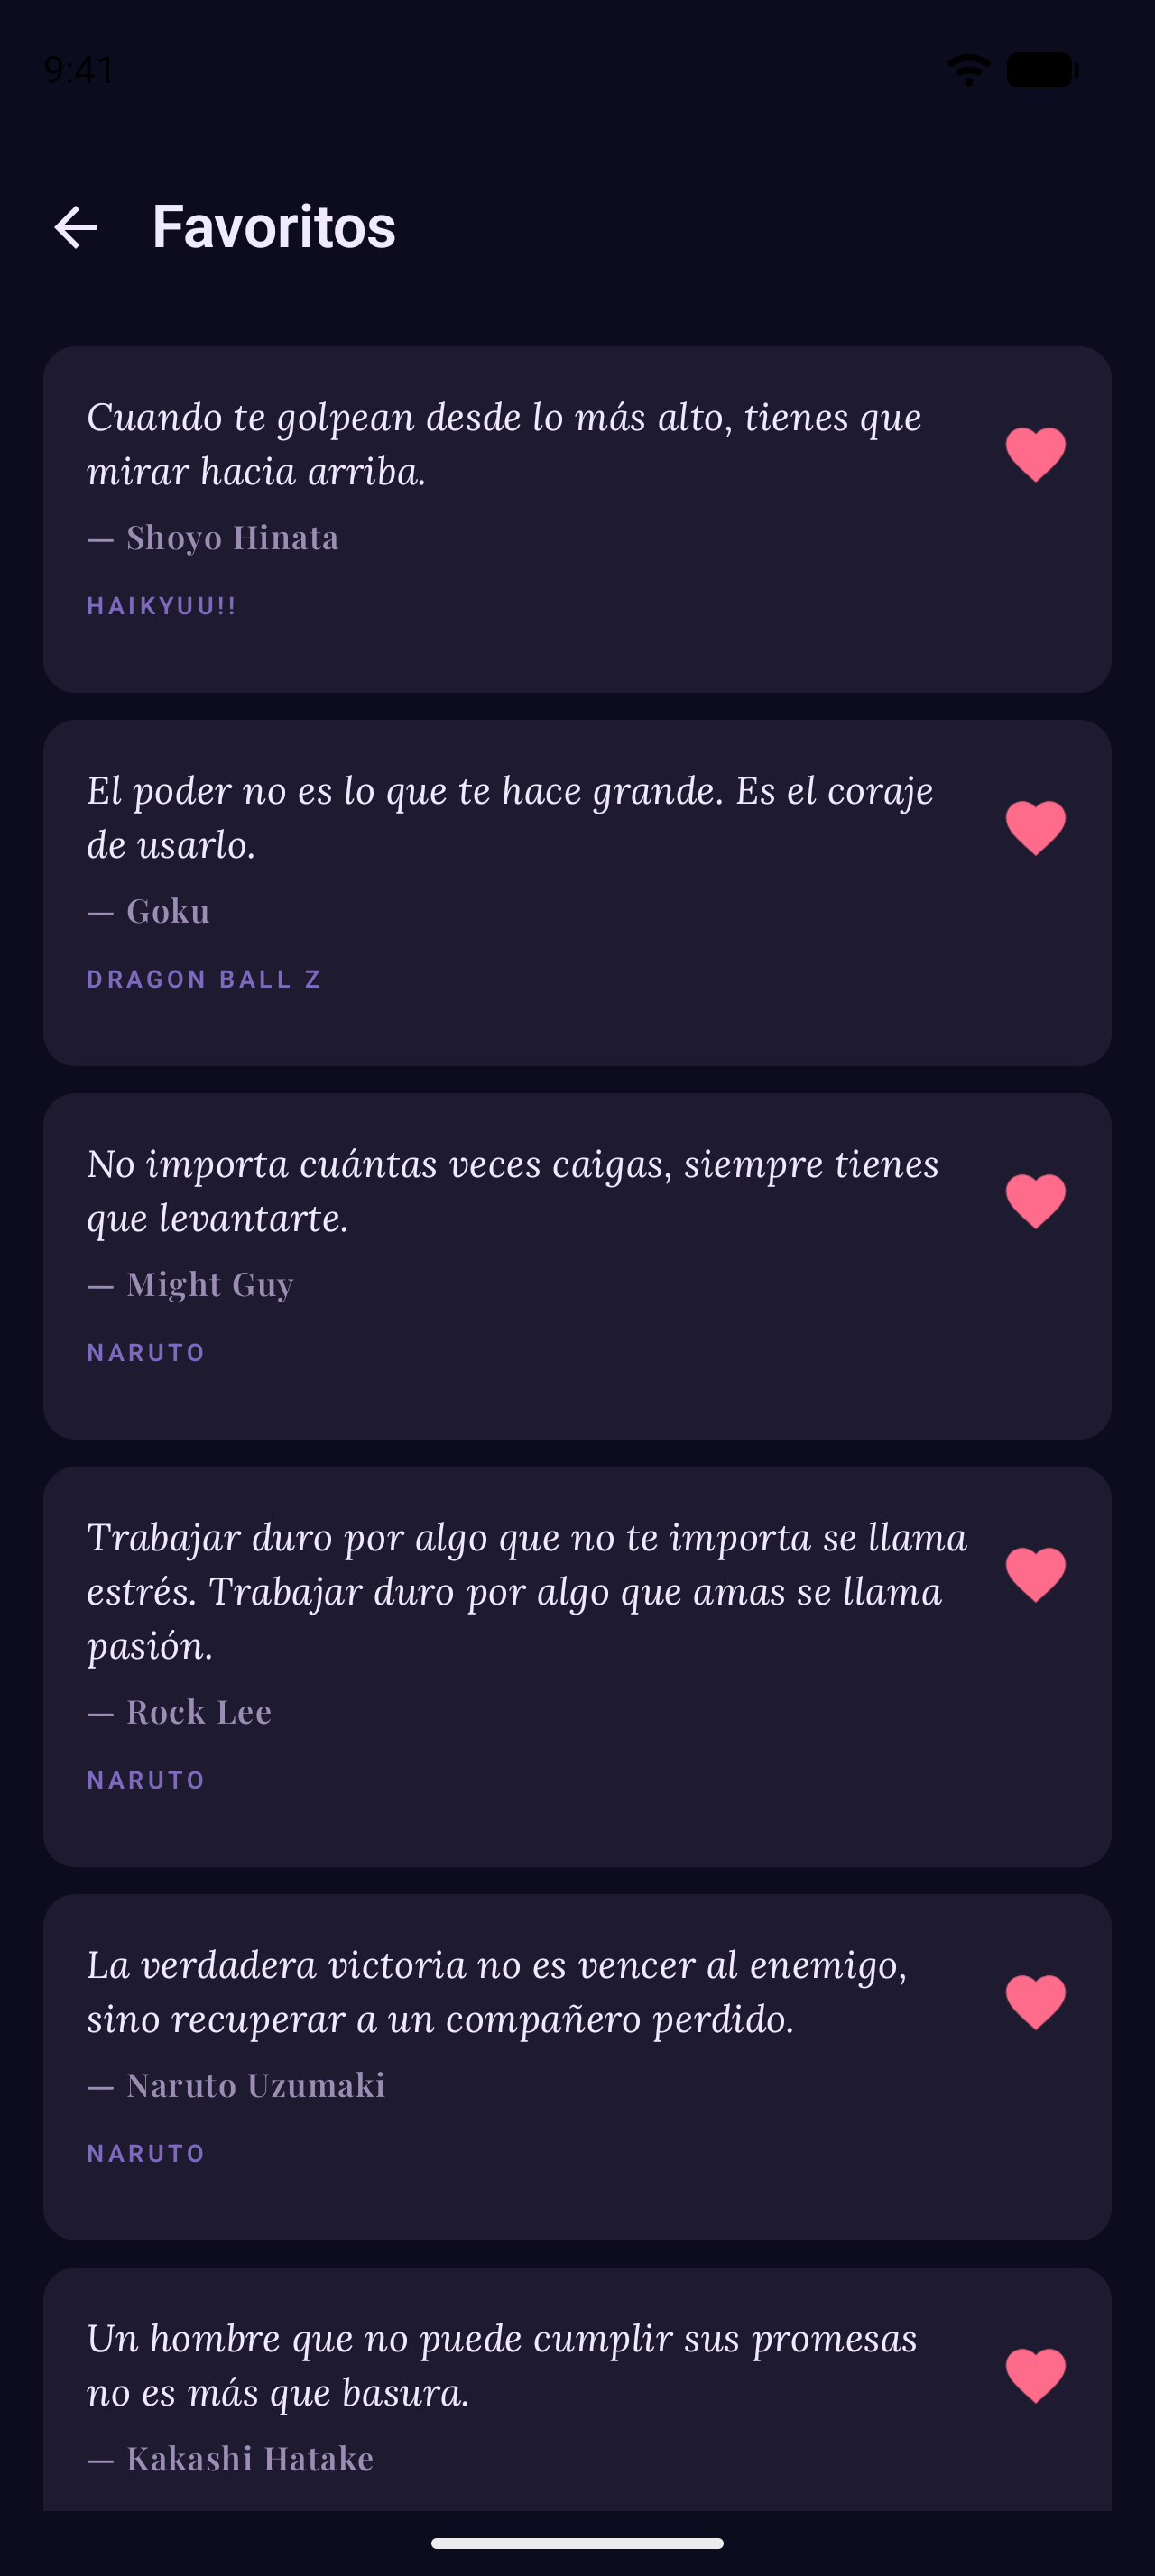 9:41
Favoritos
Cuando te golpean desde lo más alto, tienes que
mirar hacia arriba.
— Shoyo Hinata
HAIKYUU!!
El poder no es lo que te hace grande. Es el coraje
de usarlo.
— Goku
DRAGON BALL Z
No importa cuántas veces caigas, siempre tienes
que levantarte.
— Might Guy
NARUTO
Trabajar duro por algo que no te importa se llama
estrés. Trabajar duro por algo que amas se llama
pasión.
— Rock Lee
NARUTO
La verdadera victoria no es vencer al enemigo,
sino recuperar a un compañero perdido.
— Naruto Uzumaki
NARUTO
Un hombre que no puede cumplir sus promesas
no es más que basura.
— Kakashi Hatake